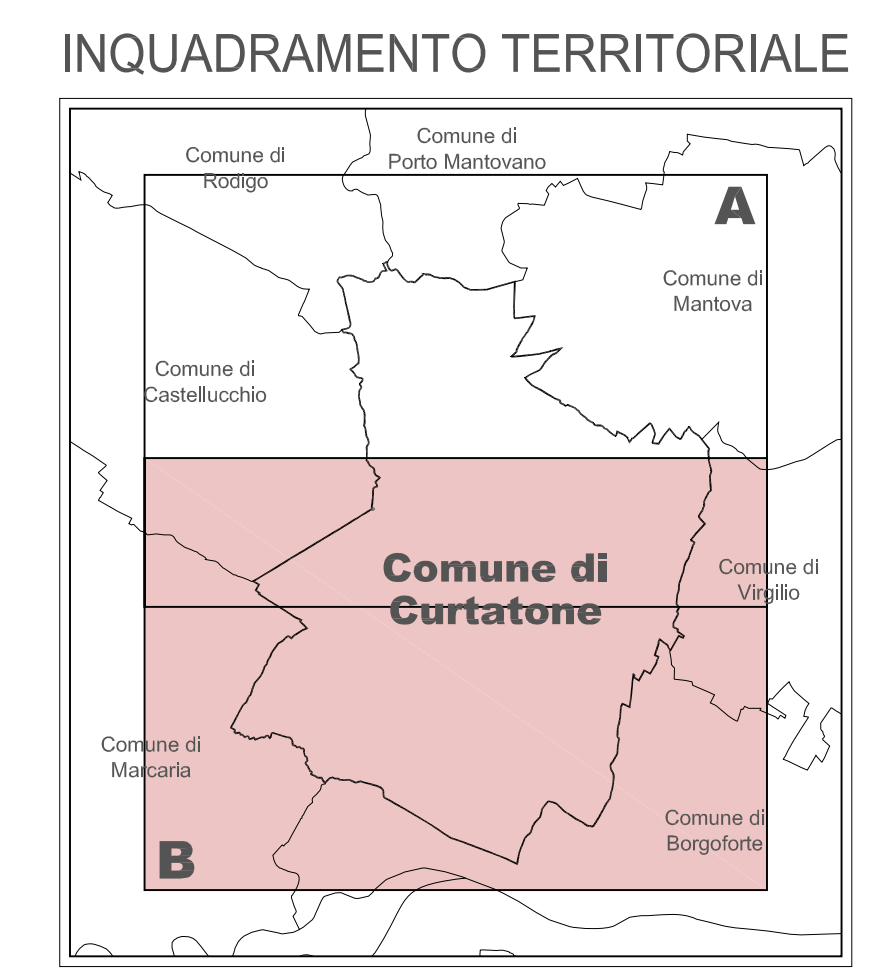 INQUADRAMENTO TERRITORIALE
Comune di
Rodigo
Comune di
Porto Mantovano
A
Comune di
Mantova
Comune di
Castellucchio
Comune di
Curtatone
Comune di
Virgilio
Comune di
Marcaria
Comune di
Borgoforte
B